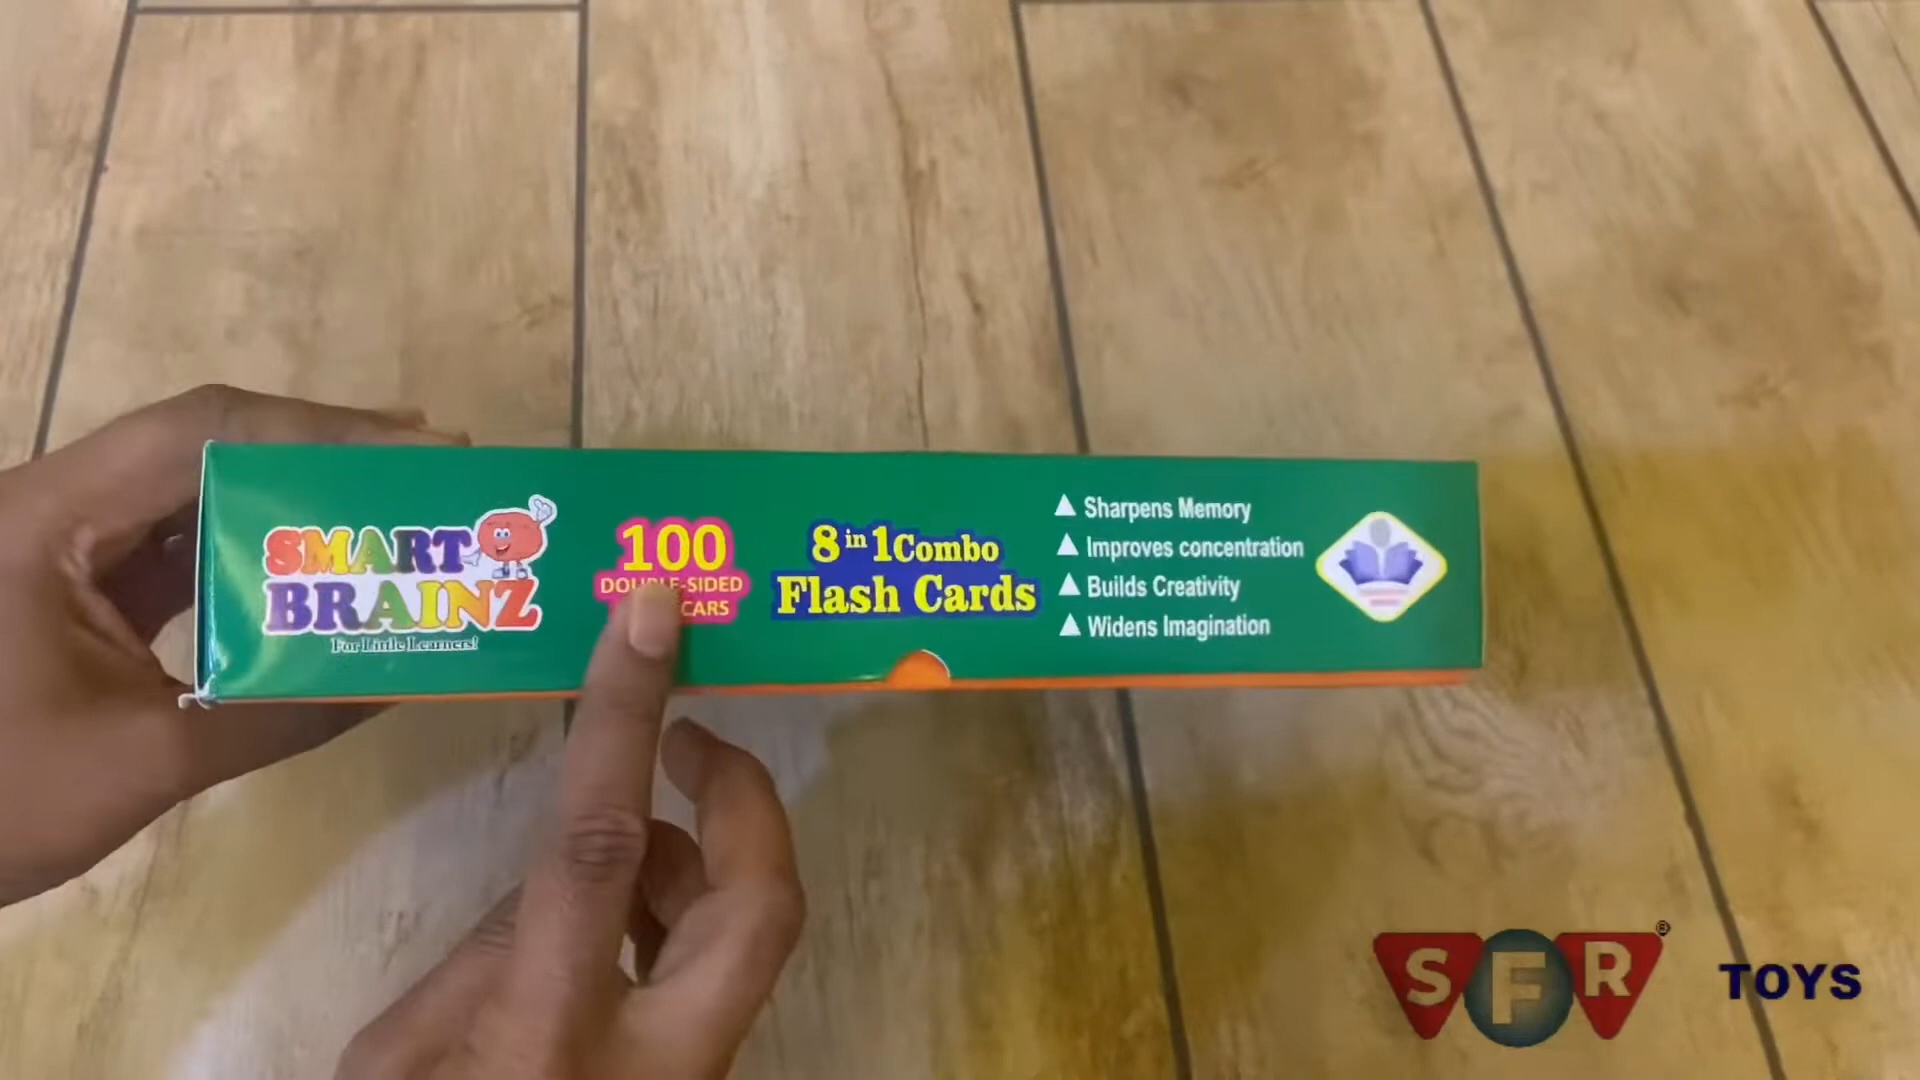 SMART
BRAINZ
For Little Learners!
100
DOUBLE-SIDED
CARS
8 in 1 Combo
Flash Cards
Sharpens Memory
Improves concentration
Builds Creativity
Widens Imagination
SFR®
TOYS